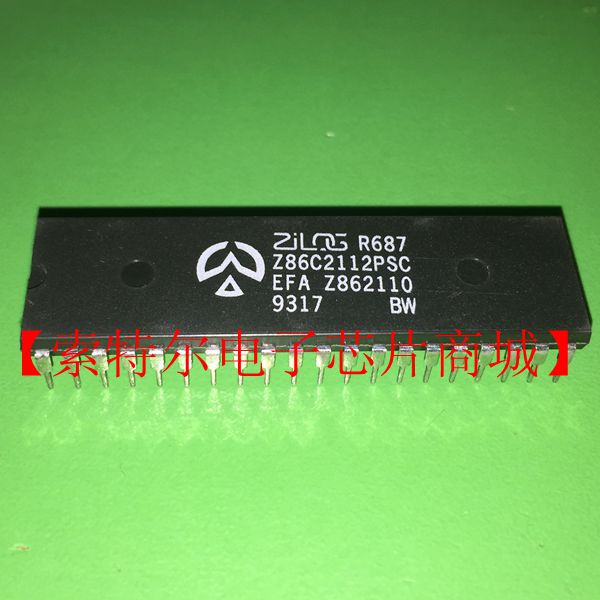 ZiLOG R687
Z86C2112PSC
EFA Z862110
9317 BW
【索特尔电子芯片商城】